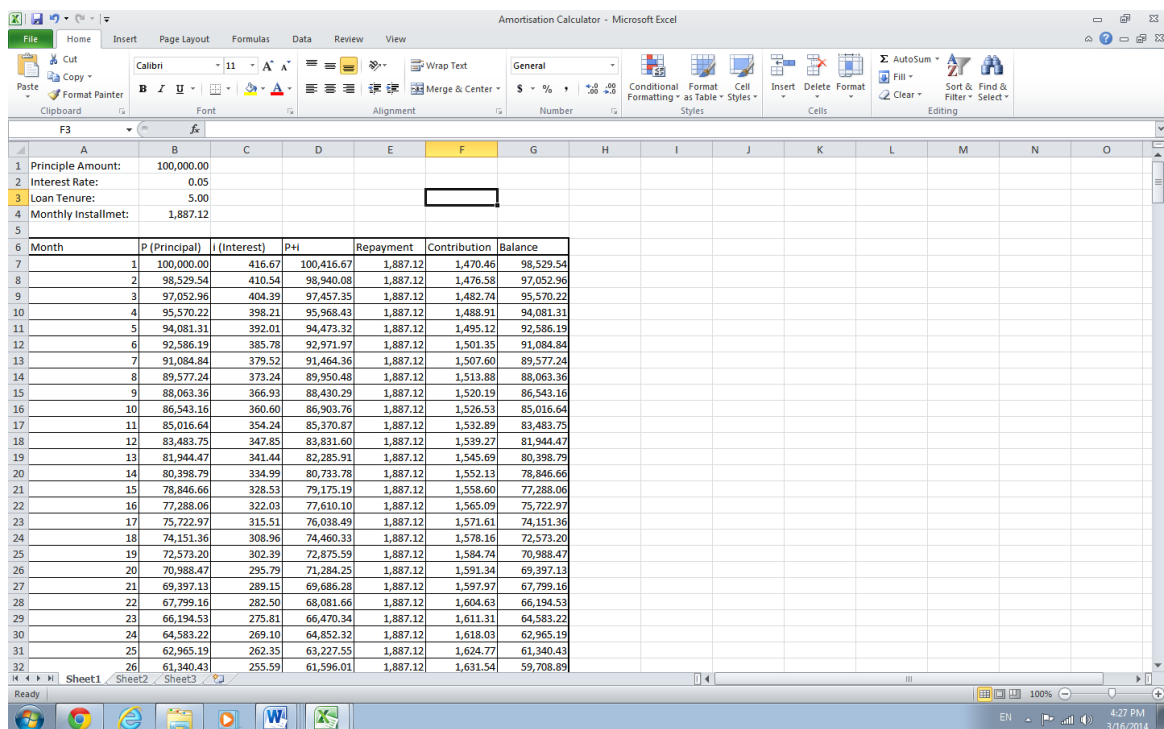 Amortisation Calculator - Microsoft Excel
File Home Insert Page Layout Formulas Data Review View
Paste
Cut
Copy
Format Painter
Clipboard
Calibri 11 A A
B I U A
Font
Wrap Text
Merge & Center
Alignment
General
$ % , .0 .00 .00 .0
Number
Conditional Formatting
Format as Table
Cell Styles
Styles
Insert Delete Format
Cells
Σ AutoSum
Fill
Clear
Sort & Filter
Find & Select
Editing
F3 fx
A B C D E F G H I J K L M N O
1 Principle Amount: 100,000.00
2 Interest Rate: 0.05
3 Loan Tenure: 5.00
4 Monthly Installmet: 1,887.12
5
6 Month P (Principal) i (Interest) P+i Repayment Contribution Balance
7 1 100,000.00 416.67 100,416.67 1,887.12 1,470.46 98,529.54
8 2 98,529.54 410.54 98,940.08 1,887.12 1,476.58 97,052.96
9 3 97,052.96 404.39 97,457.35 1,887.12 1,482.74 95,570.22
10 4 95,570.22 398.21 95,968.43 1,887.12 1,488.91 94,081.31
11 5 94,081.31 392.01 94,473.32 1,887.12 1,495.12 92,586.19
12 6 92,586.19 385.78 92,971.97 1,887.12 1,501.35 91,084.84
13 7 91,084.84 379.52 91,464.36 1,887.12 1,507.60 89,577.24
14 8 89,577.24 373.24 89,950.48 1,887.12 1,513.88 88,063.36
15 9 88,063.36 366.93 88,430.29 1,887.12 1,520.19 86,543.16
16 10 86,543.16 360.60 86,903.76 1,887.12 1,526.53 85,016.64
17 11 85,016.64 354.24 85,370.87 1,887.12 1,532.89 83,483.75
18 12 83,483.75 347.85 83,831.60 1,887.12 1,539.27 81,944.47
19 13 81,944.47 341.44 82,285.91 1,887.12 1,545.69 80,398.79
20 14 80,398.79 334.99 80,733.78 1,887.12 1,552.13 78,846.66
21 15 78,846.66 328.53 79,175.19 1,887.12 1,558.60 77,288.06
22 16 77,288.06 322.03 77,610.10 1,887.12 1,565.09 75,722.97
23 17 75,722.97 315.51 76,038.49 1,887.12 1,571.61 74,151.36
24 18 74,151.36 308.96 74,460.33 1,887.12 1,578.16 72,573.20
25 19 72,573.20 302.39 72,875.59 1,887.12 1,584.74 70,988.47
26 20 70,988.47 295.79 71,284.25 1,887.12 1,591.34 69,397.13
27 21 69,397.13 289.15 69,686.28 1,887.12 1,597.97 67,799.16
28 22 67,799.16 282.50 68,081.66 1,887.12 1,604.63 66,194.53
29 23 66,194.53 275.81 66,470.34 1,887.12 1,611.31 64,583.22
30 24 64,583.22 269.10 64,852.32 1,887.12 1,618.03 62,965.19
31 25 62,965.19 262.35 63,227.55 1,887.12 1,624.77 61,340.43
32 26 61,340.43 255.59 61,596.01 1,887.12 1,631.54 59,708.89
Sheet1 Sheet2 Sheet3
Ready 100%
EN 4:27 PM
3/16/2014